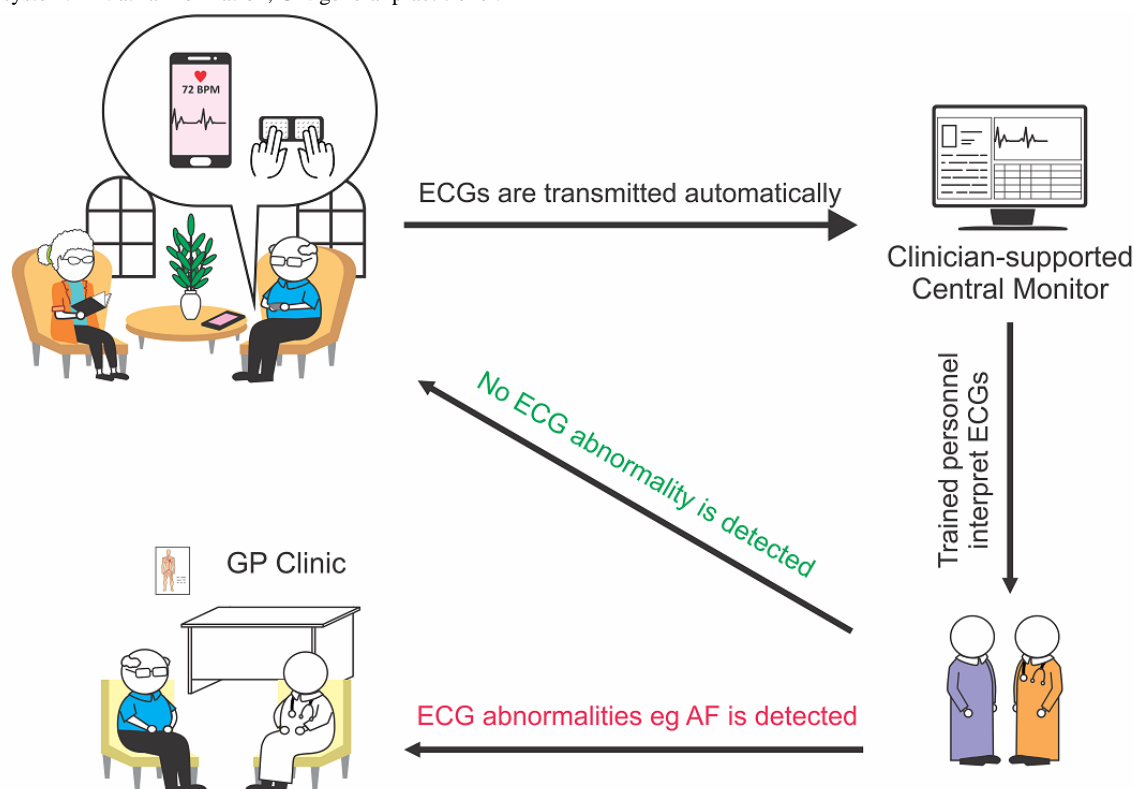 72 BPM
ECGs are transmitted automatically
Clinician-supported
Central Monitor
Trained personnel
interpret ECGs
No ECG abnormality is detected
GP Clinic
ECG abnormalities eg AF is detected